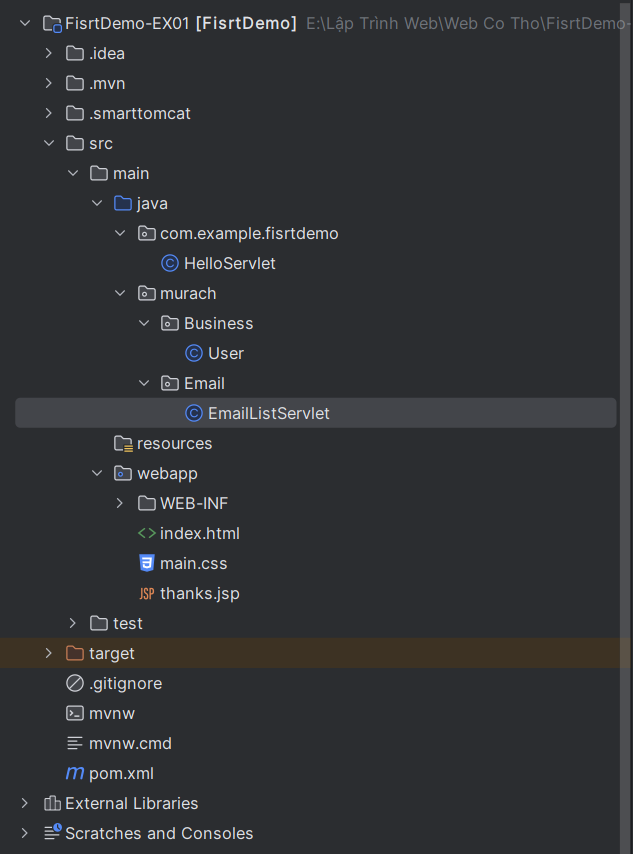 FisrtDemo-EX01 [FisrtDemo] E:\Lập Trình Web\Web Co Tho\FisrtDemo-
.idea
.mvn
.smarttomcat
src
main
java
com.example.fisrtdemo
HelloServlet
murach
Business
User
Email
EmailListServlet
resources
webapp
WEB-INF
index.html
main.css
JSP thanks.jsp
test
target
.gitignore
mvnw
mvnw.cmd
m pom.xml
External Libraries
Scratches and Consoles